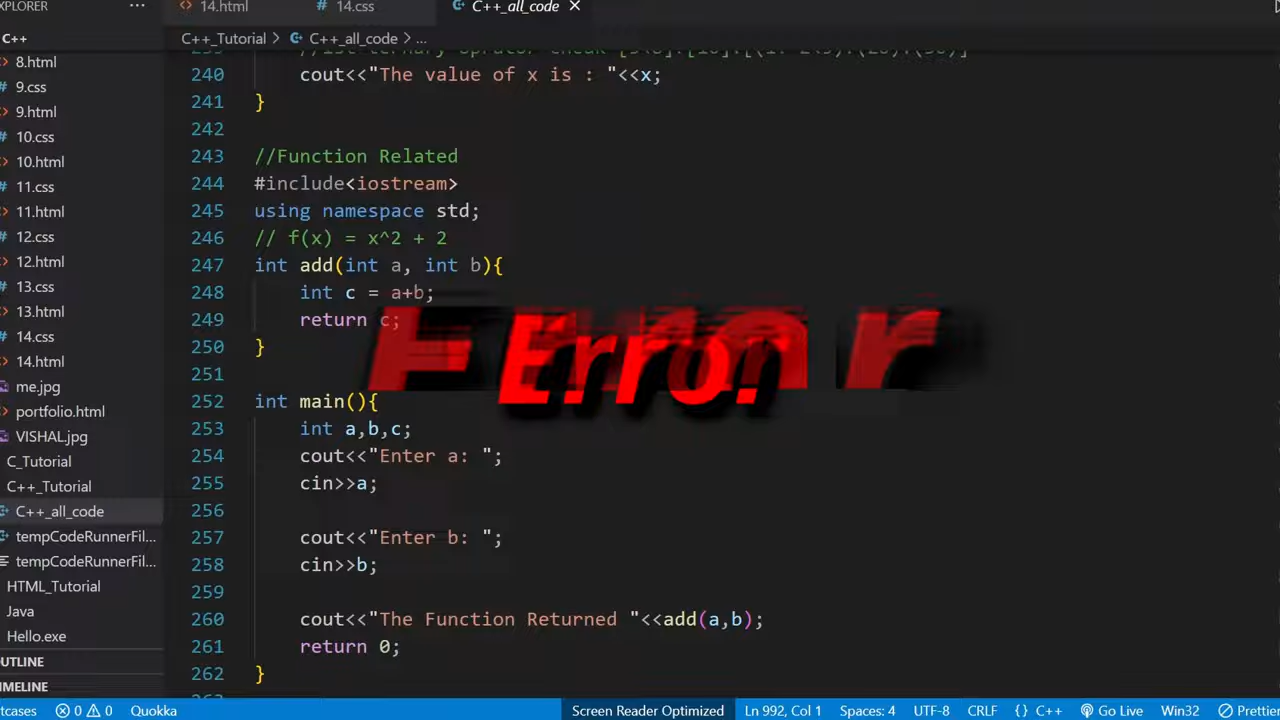 XPLORER
···
14.html
14.css
C++_all_code
C++
C++_Tutorial > C++_all_code > ...
8.html
9.css
9.html
10.css
10.html
11.css
11.html
12.css
12.html
13.css
13.html
14.css
14.html
me.jpg
portfolio.html
VISHAL.jpg
C_Tutorial
C++_Tutorial
C++_all_code
tempCodeRunnerFil...
tempCodeRunnerFil...
HTML_Tutorial
Java
Hello.exe
UTLINE
IMELINE
240 cout<<"The value of x is : "<<x;
241 }
242
243 //Function Related
244 #include<iostream>
245 using namespace std;
246 // f(x) = x^2 + 2
247 int add(int a, int b){
248 int c = a+b;
249 return c;
250 }
251
252 int main(){
253 int a,b,c;
254 cout<<"Enter a: ";
255 cin>>a;
256
257 cout<<"Enter b: ";
258 cin>>b;
259
260 cout<<"The Function Returned "<<add(a,b);
261 return 0;
262 }
Error
tcases 0 0 Quokka Screen Reader Optimized Ln 992, Col 1 Spaces: 4 UTF-8 CRLF {} C++ Go Live Win32 Prettier